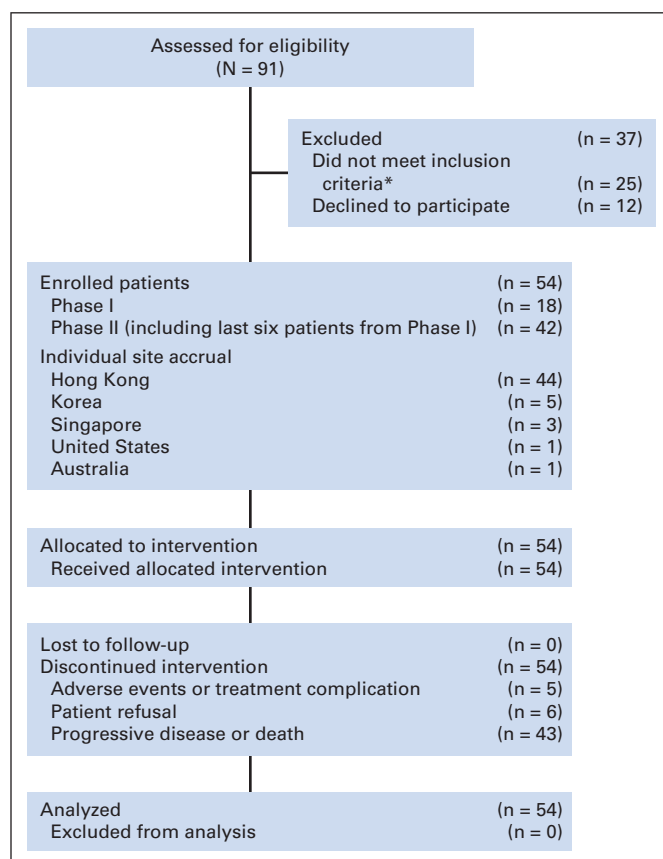 Assessed for eligibility
(N = 91)
Excluded (n = 37)
Did not meet inclusion
criteria* (n = 25)
Declined to participate (n = 12)
Enrolled patients (n = 54)
Phase I (n = 18)
Phase II (including last six patients from Phase I) (n = 42)
Individual site accrual
Hong Kong (n = 44)
Korea (n = 5)
Singapore (n = 3)
United States (n = 1)
Australia (n = 1)
Allocated to intervention (n = 54)
Received allocated intervention (n = 54)
Lost to follow-up (n = 0)
Discontinued intervention (n = 54)
Adverse events or treatment complication (n = 5)
Patient refusal (n = 6)
Progressive disease or death (n = 43)
Analyzed (n = 54)
Excluded from analysis (n = 0)